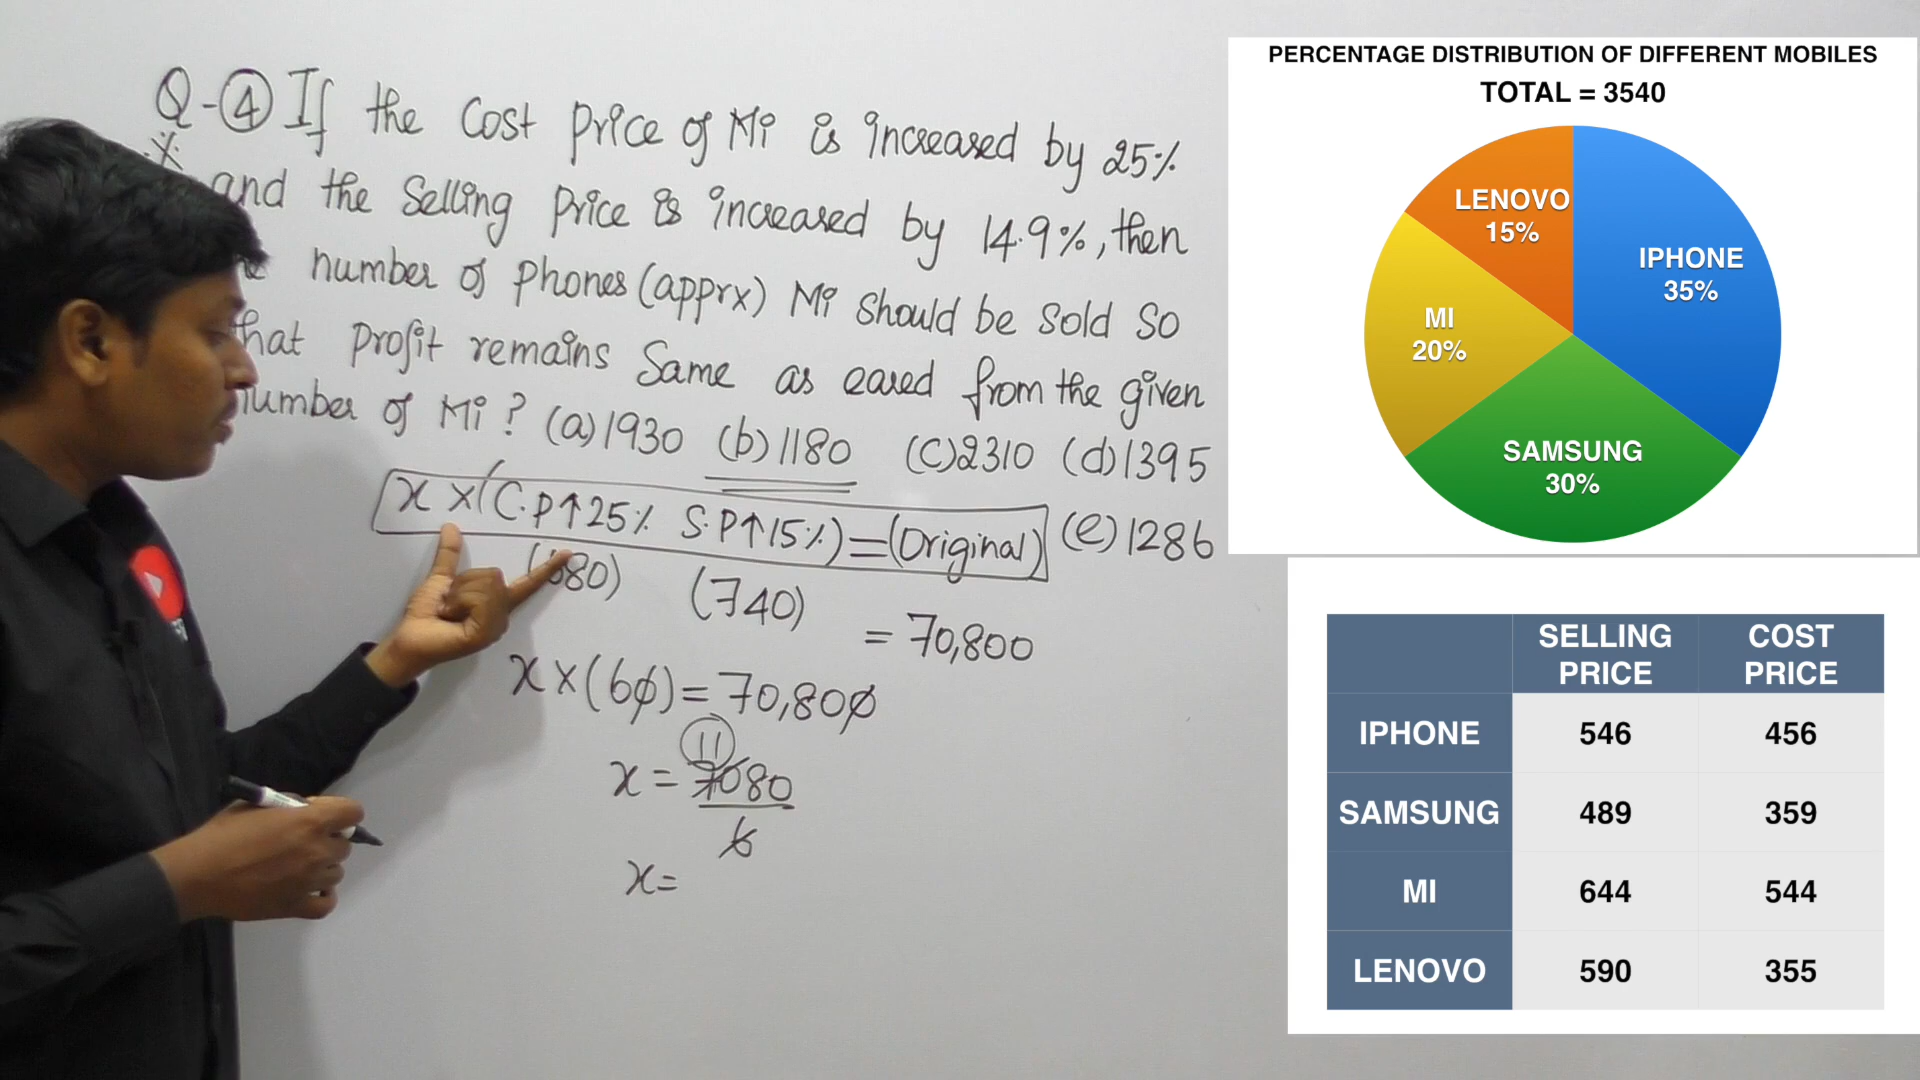 Q-④ If the Cost Price of Mi is increased by 25%
and the Selling Price is increased by 14.9%, then
number of Phones (apprx) Mi Should be Sold So
that Profit remains Same as eared from the given
number of Mi? (a) 1930 (b) 1180 (c) 2310 (d) 1395
(e) 1286
x × (C.P↑25% S.P↑15%) = (Original)
(680) (740) = 70,800
x × (60) = 70,800
11
x = 7080
6
x =
PERCENTAGE DISTRIBUTION OF DIFFERENT MOBILES
TOTAL = 3540
LENOVO
15%
IPHONE
35%
MI
20%
SAMSUNG
30%
SELLING PRICE COST PRICE
IPHONE 546 456
SAMSUNG 489 359
MI 644 544
LENOVO 590 355